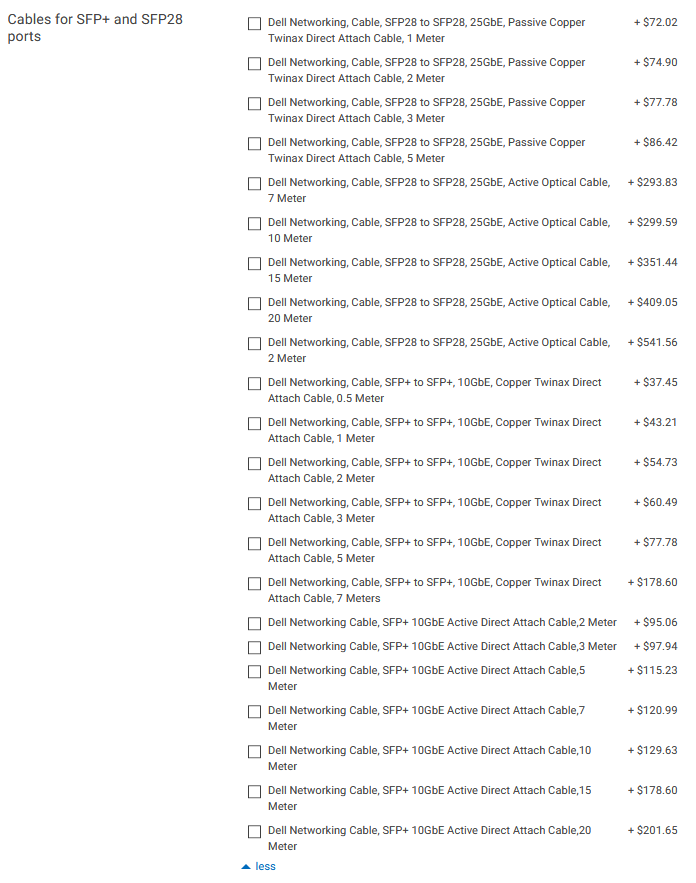 Cables for SFP+ and SFP28
ports
Dell Networking, Cable, SFP28 to SFP28, 25GbE, Passive Copper + $72.02
Twinax Direct Attach Cable, 1 Meter
Dell Networking, Cable, SFP28 to SFP28, 25GbE, Passive Copper + $74.90
Twinax Direct Attach Cable, 2 Meter
Dell Networking, Cable, SFP28 to SFP28, 25GbE, Passive Copper + $77.78
Twinax Direct Attach Cable, 3 Meter
Dell Networking, Cable, SFP28 to SFP28, 25GbE, Passive Copper + $86.42
Twinax Direct Attach Cable, 5 Meter
Dell Networking, Cable, SFP28 to SFP28, 25GbE, Active Optical Cable, + $293.83
7 Meter
Dell Networking, Cable, SFP28 to SFP28, 25GbE, Active Optical Cable, + $299.59
10 Meter
Dell Networking, Cable, SFP28 to SFP28, 25GbE, Active Optical Cable, + $351.44
15 Meter
Dell Networking, Cable, SFP28 to SFP28, 25GbE, Active Optical Cable, + $409.05
20 Meter
Dell Networking, Cable, SFP28 to SFP28, 25GbE, Active Optical Cable, + $541.56
2 Meter
Dell Networking, Cable, SFP+ to SFP+, 10GbE, Copper Twinax Direct + $37.45
Attach Cable, 0.5 Meter
Dell Networking, Cable, SFP+ to SFP+, 10GbE, Copper Twinax Direct + $43.21
Attach Cable, 1 Meter
Dell Networking, Cable, SFP+ to SFP+, 10GbE, Copper Twinax Direct + $54.73
Attach Cable, 2 Meter
Dell Networking, Cable, SFP+ to SFP+, 10GbE, Copper Twinax Direct + $60.49
Attach Cable, 3 Meter
Dell Networking, Cable, SFP+ to SFP+, 10GbE, Copper Twinax Direct + $77.78
Attach Cable, 5 Meter
Dell Networking, Cable, SFP+ to SFP+, 10GbE, Copper Twinax Direct + $178.60
Attach Cable, 7 Meters
Dell Networking Cable, SFP+ 10GbE Active Direct Attach Cable,2 Meter + $95.06
Dell Networking Cable, SFP+ 10GbE Active Direct Attach Cable,3 Meter + $97.94
Dell Networking Cable, SFP+ 10GbE Active Direct Attach Cable,5 + $115.23
Meter
Dell Networking Cable, SFP+ 10GbE Active Direct Attach Cable,7 + $120.99
Meter
Dell Networking Cable, SFP+ 10GbE Active Direct Attach Cable,10 + $129.63
Meter
Dell Networking Cable, SFP+ 10GbE Active Direct Attach Cable,15 + $178.60
Meter
Dell Networking Cable, SFP+ 10GbE Active Direct Attach Cable,20 + $201.65
Meter
less